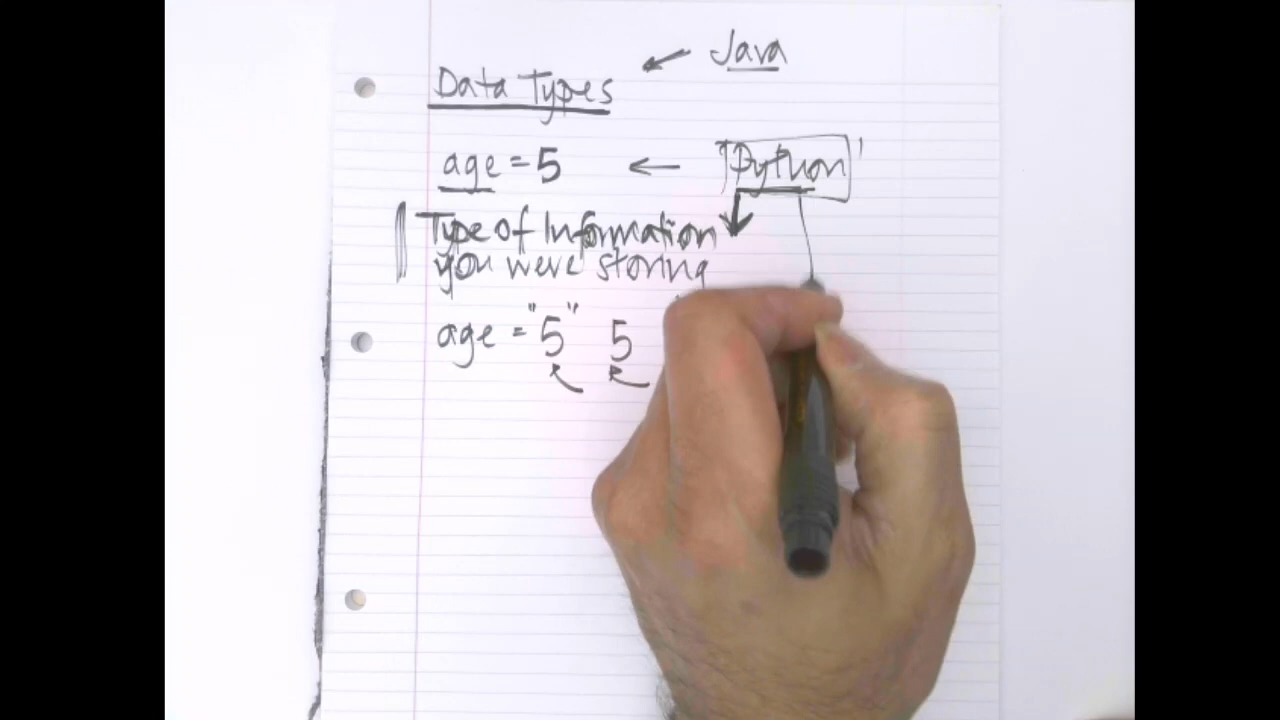 Java
Data Types
age = 5 ← 'Python'
Type of Information
you were storing
age = "5" 5